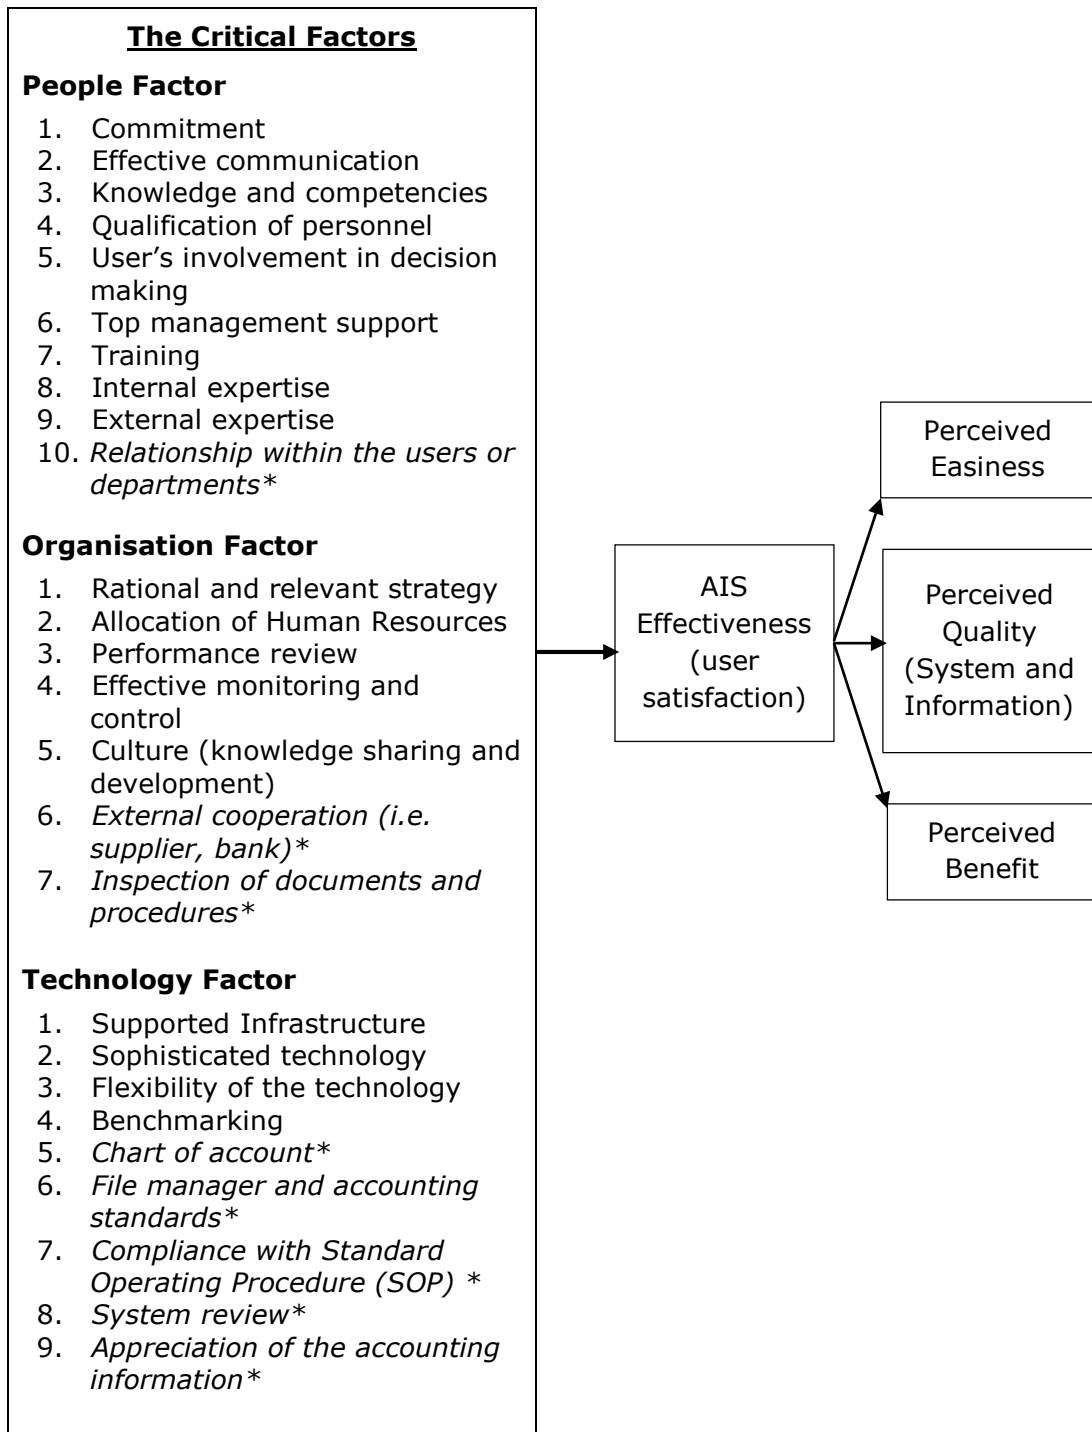 The Critical Factors
People Factor
1. Commitment
2. Effective communication
3. Knowledge and competencies
4. Qualification of personnel
5. User’s involvement in decision
making
6. Top management support
7. Training
8. Internal expertise
9. External expertise
10. Relationship within the users or
departments*
Organisation Factor
1. Rational and relevant strategy
2. Allocation of Human Resources
3. Performance review
4. Effective monitoring and
control
5. Culture (knowledge sharing and
development)
6. External cooperation (i.e.
supplier, bank)*
7. Inspection of documents and
procedures*
Technology Factor
1. Supported Infrastructure
2. Sophisticated technology
3. Flexibility of the technology
4. Benchmarking
5. Chart of account*
6. File manager and accounting
standards*
7. Compliance with Standard
Operating Procedure (SOP) *
8. System review*
9. Appreciation of the accounting
information*
AIS
Effectiveness
(user
satisfaction)
Perceived
Easiness
Perceived
Quality
(System and
Information)
Perceived
Benefit